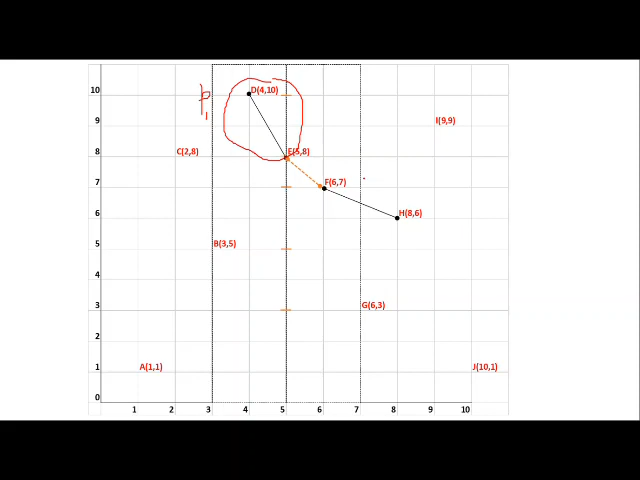 10
D(4,10)
P1
9
I(9,9)
8
C(2,8)
E(5,8)
7
F(6,7)
6
H(8,6)
5
B(3,5)
4
3
G(6,3)
2
1
A(1,1)
J(10,1)
0
1 2 3 4 5 6 7 8 9 10